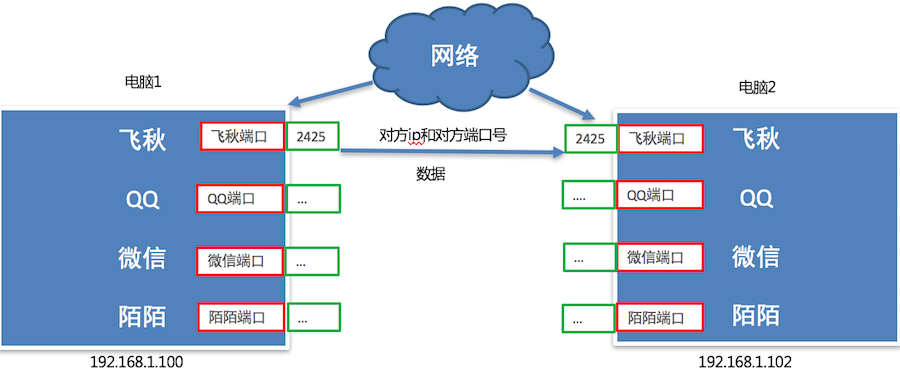 网络
电脑1
电脑2
飞秋 飞秋端口 2425
对方ip和对方端口号
2425 飞秋端口 飞秋
数据
QQ QQ端口 ...
.... QQ端口 QQ
微信 微信端口 ...
... 微信端口 微信
陌陌 陌陌端口 ...
... 陌陌端口 陌陌
192.168.1.100
192.168.1.102